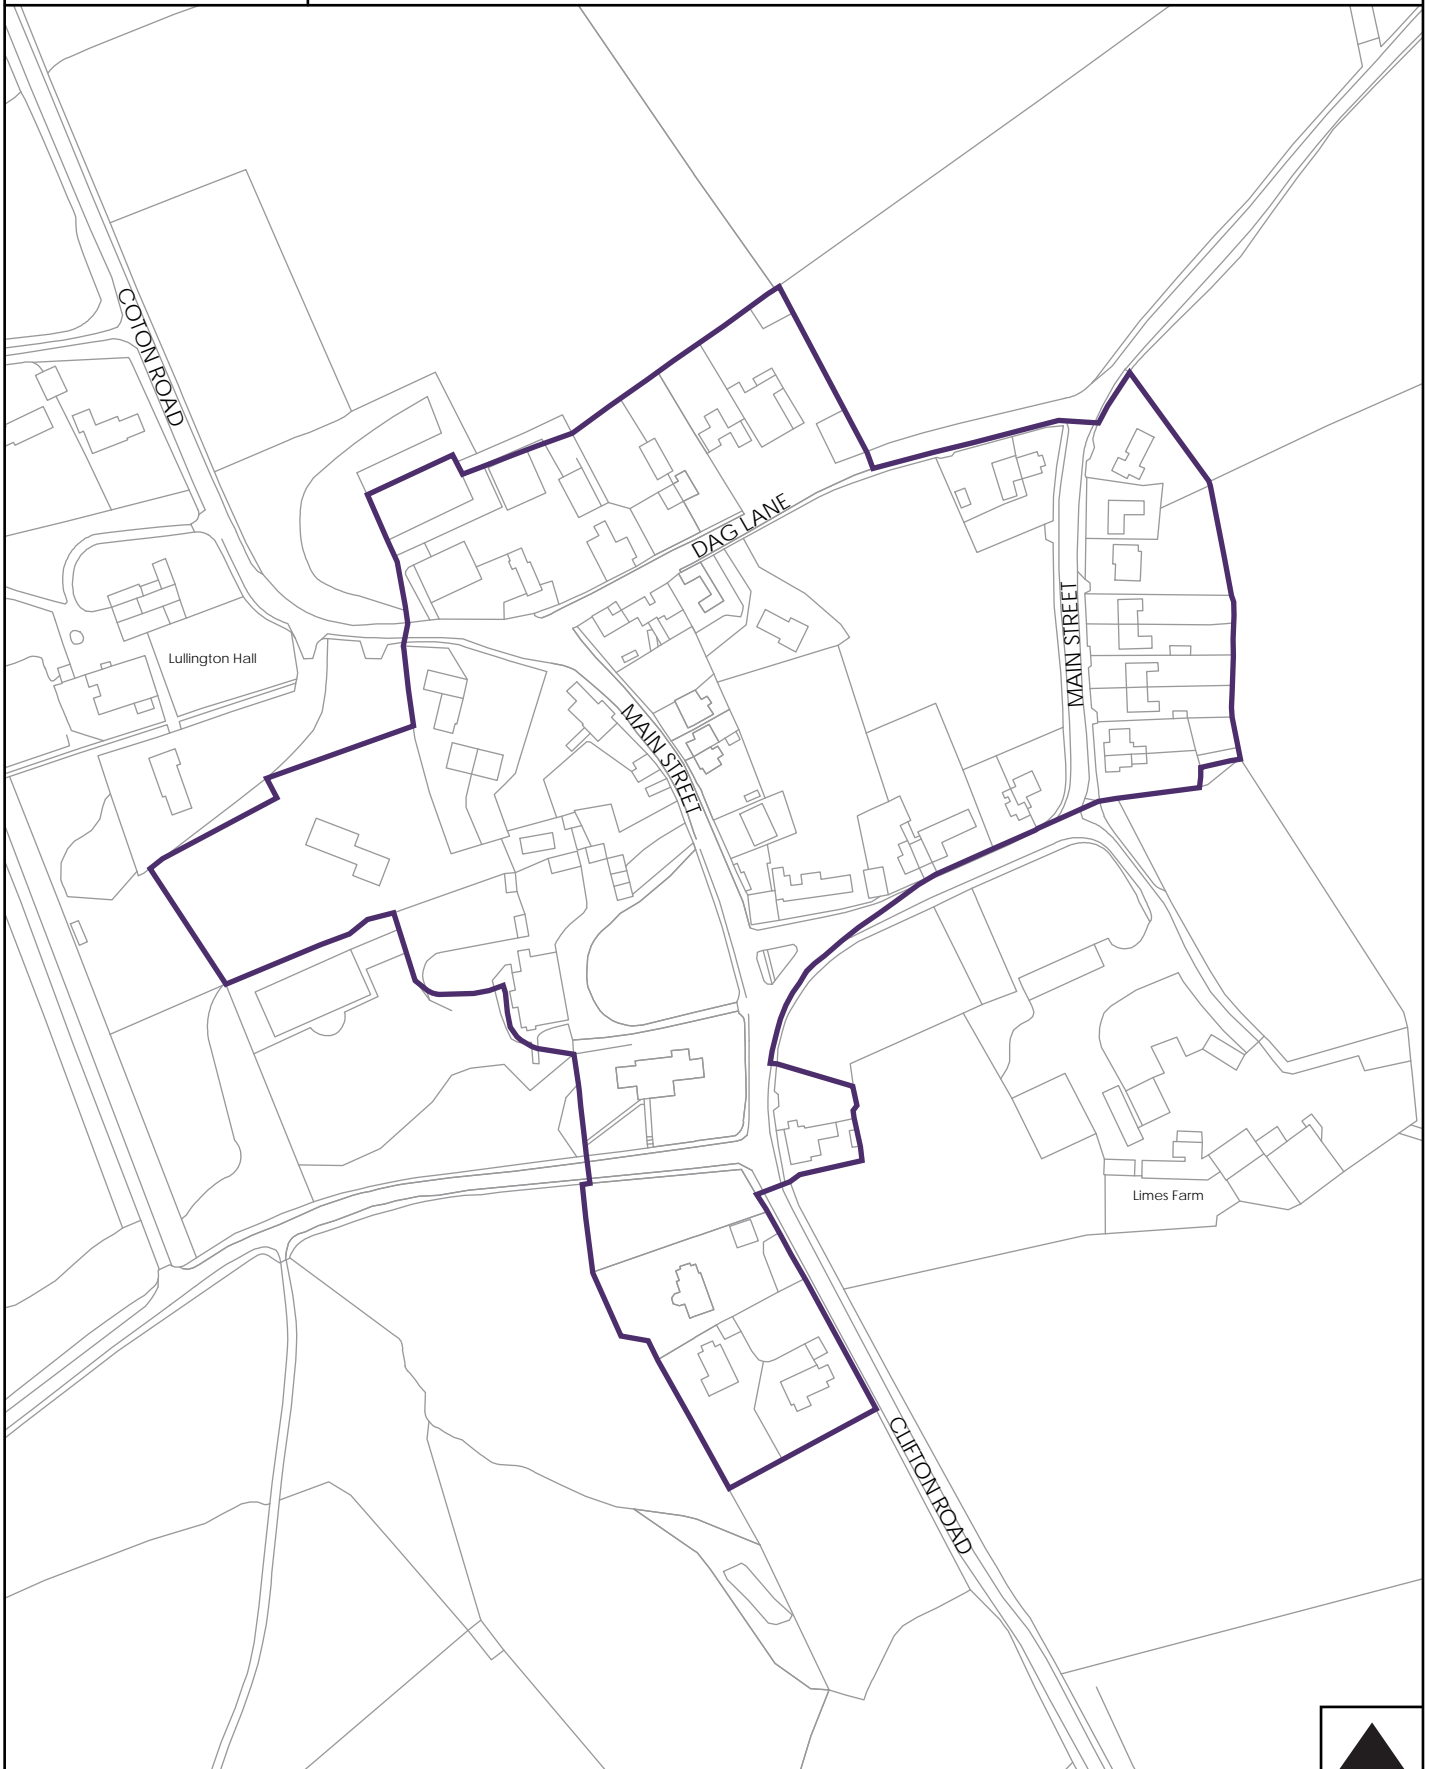 COTON ROAD
DAG LANE
MAIN STREET
Lullington Hall
MAIN STREET
Limes Farm
CLIFTON ROAD